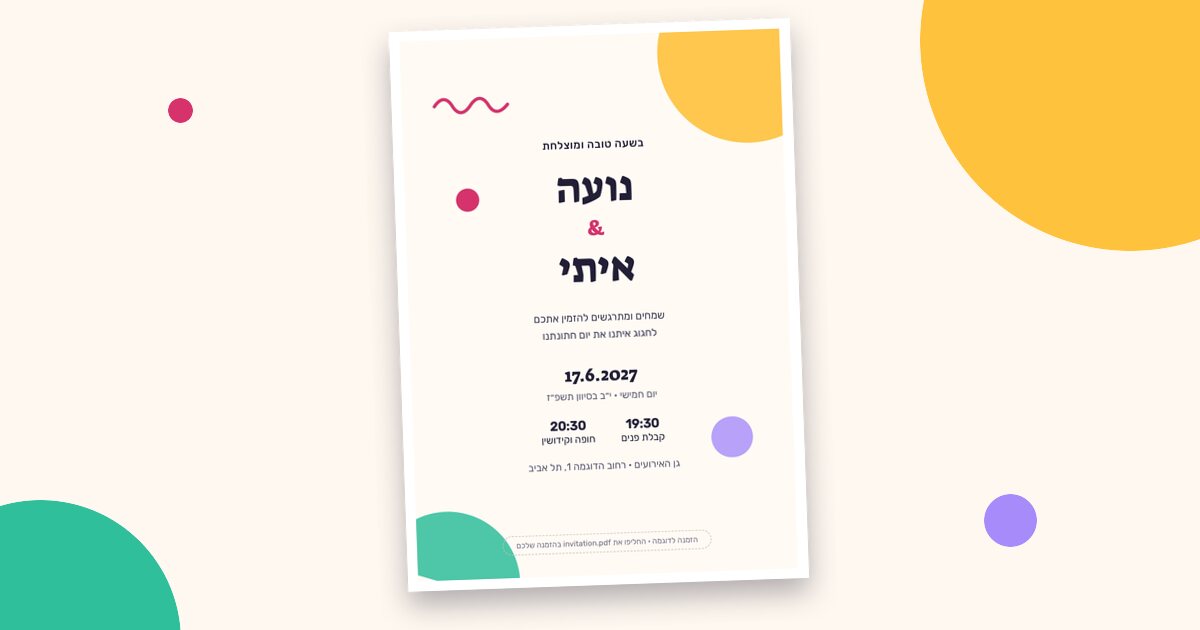 בשעה טובה ומוצלחת
נועה
&
איתי
שמחים ומתרגשים להזמין אתכם
לחגוג איתנו את יום חתונתנו
17.6.2027
יום חמישי • י״ב בסיוון תשפ״ז
19:30 20:30
קבלת פנים חופה וקידושין
גן האירועים • רחוב הדוגמה 1, תל אביב
הזמנה לדוגמה • החליפו את invitation.pdf בהזמנה שלכם